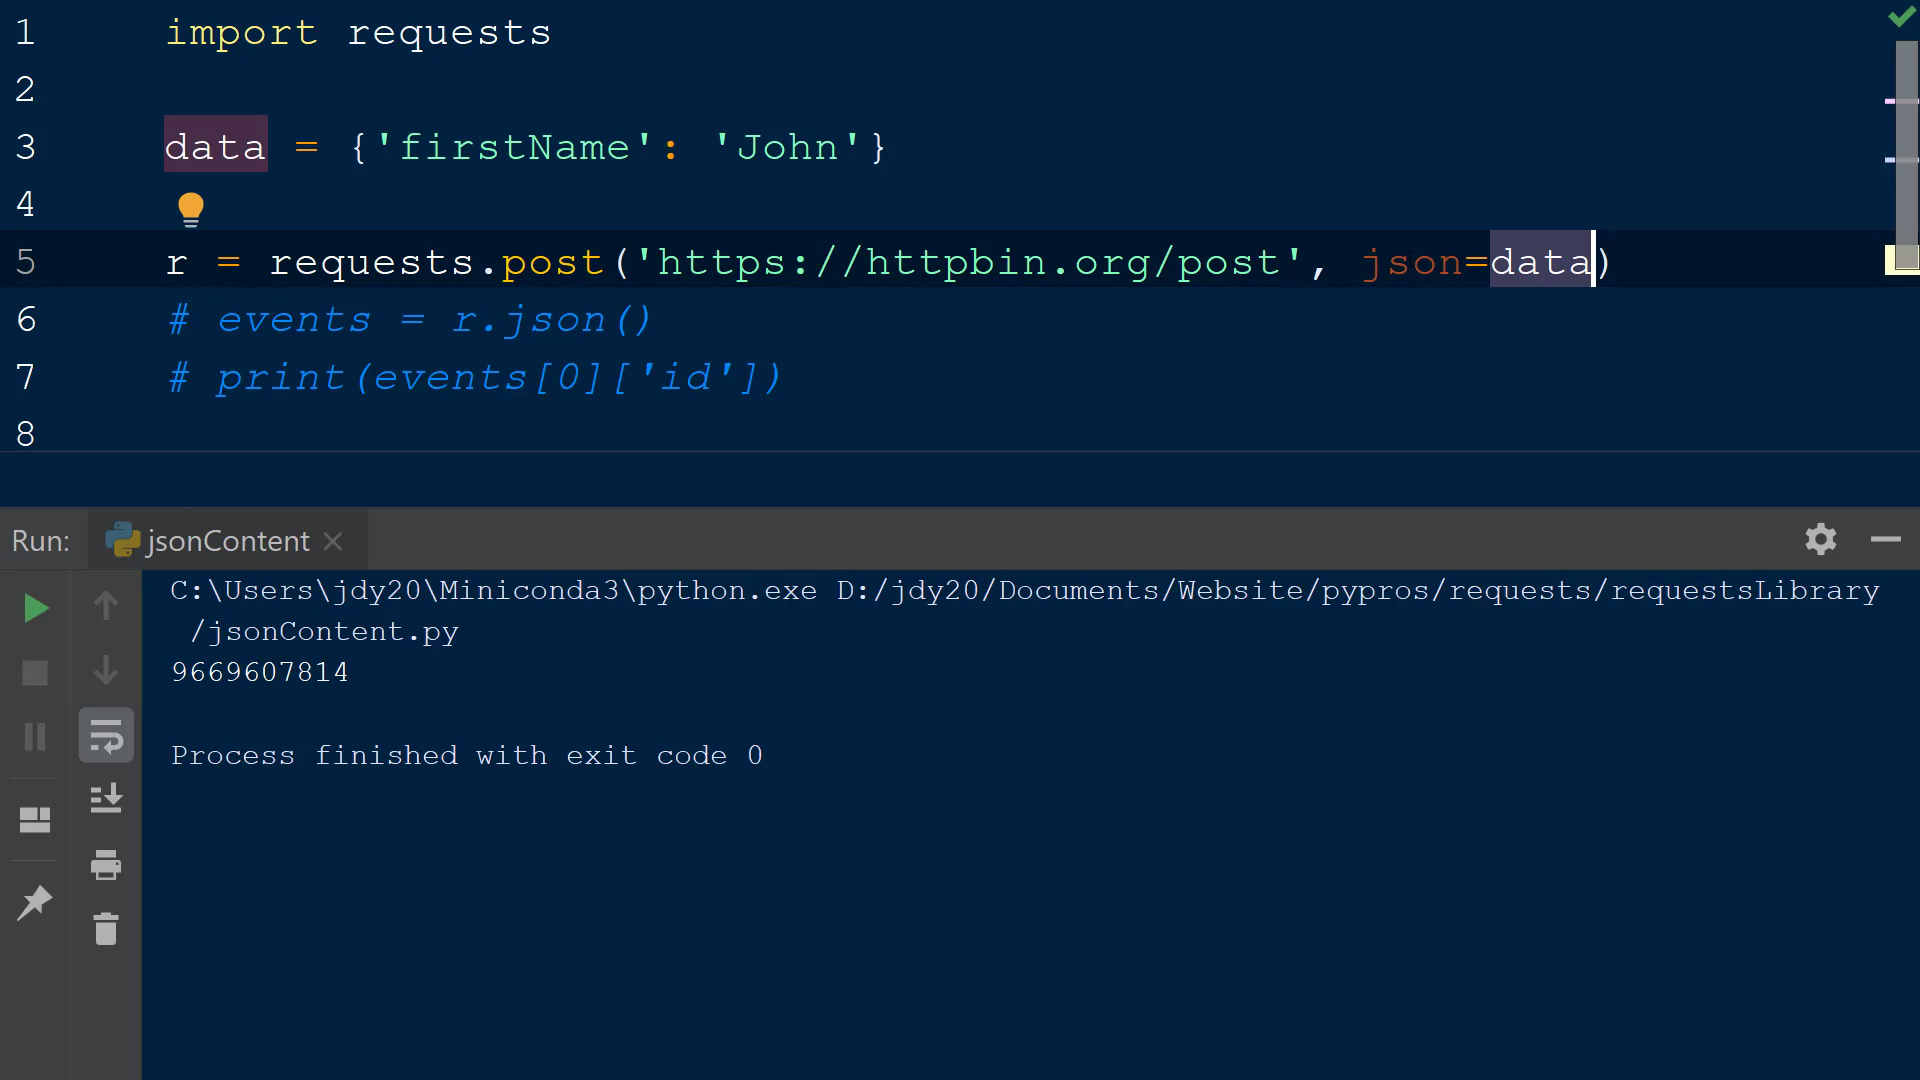 1 import requests
2
3 data = {'firstName': 'John'}
4
5 r = requests.post('https://httpbin.org/post', json=data)
6 # events = r.json()
7 # print(events[0]['id'])
8
Run: jsonContent
C:\Users\jdy20\Miniconda3\python.exe D:/jdy20/Documents/Website/pypros/requests/requestsLibrary
/jsonContent.py
9669607814
Process finished with exit code 0